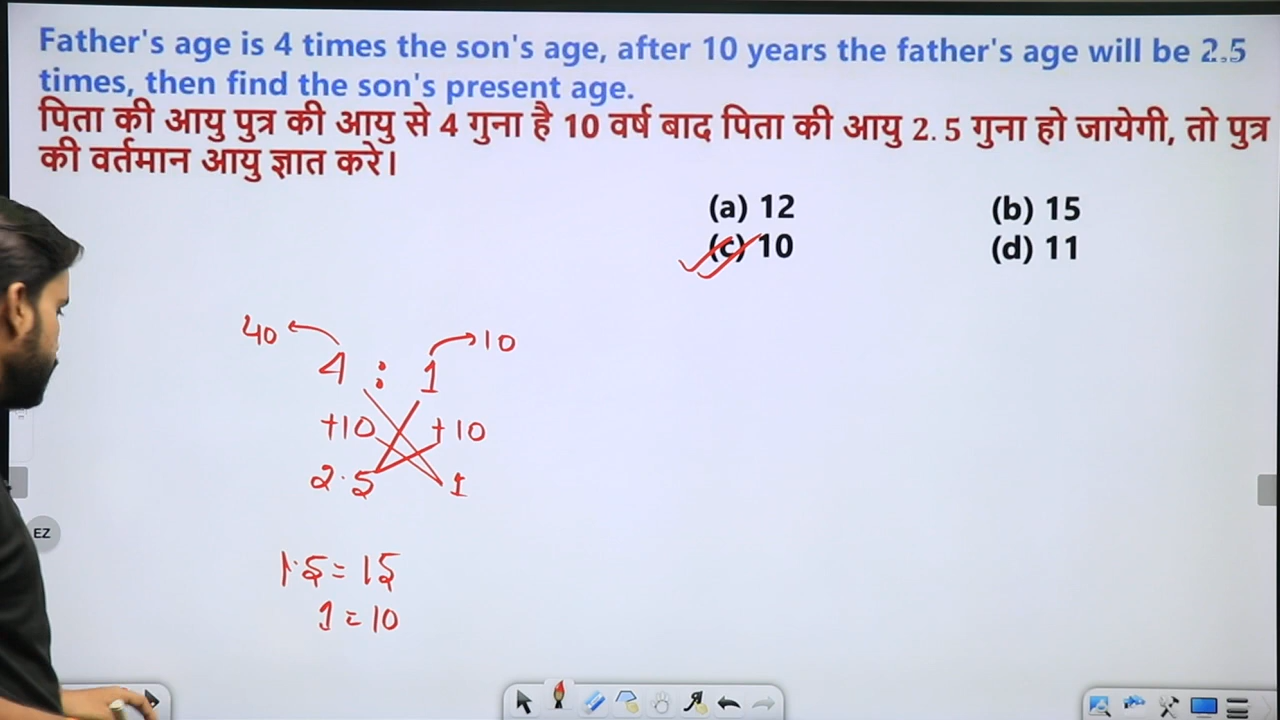 Father's age is 4 times the son's age, after 10 years the father's age will be 2.5
times, then find the son's present age.
पिता की आयु पुत्र की आयु से 4 गुना है 10 वर्ष बाद पिता की आयु 2.5 गुना हो जायेगी, तो पुत्र
की वर्तमान आयु ज्ञात करे।
(a) 12 (b) 15
(c) 10 (d) 11
40 10
4 : 1
+10 +10
2.5 1
EZ
1.5 = 15
1 = 10